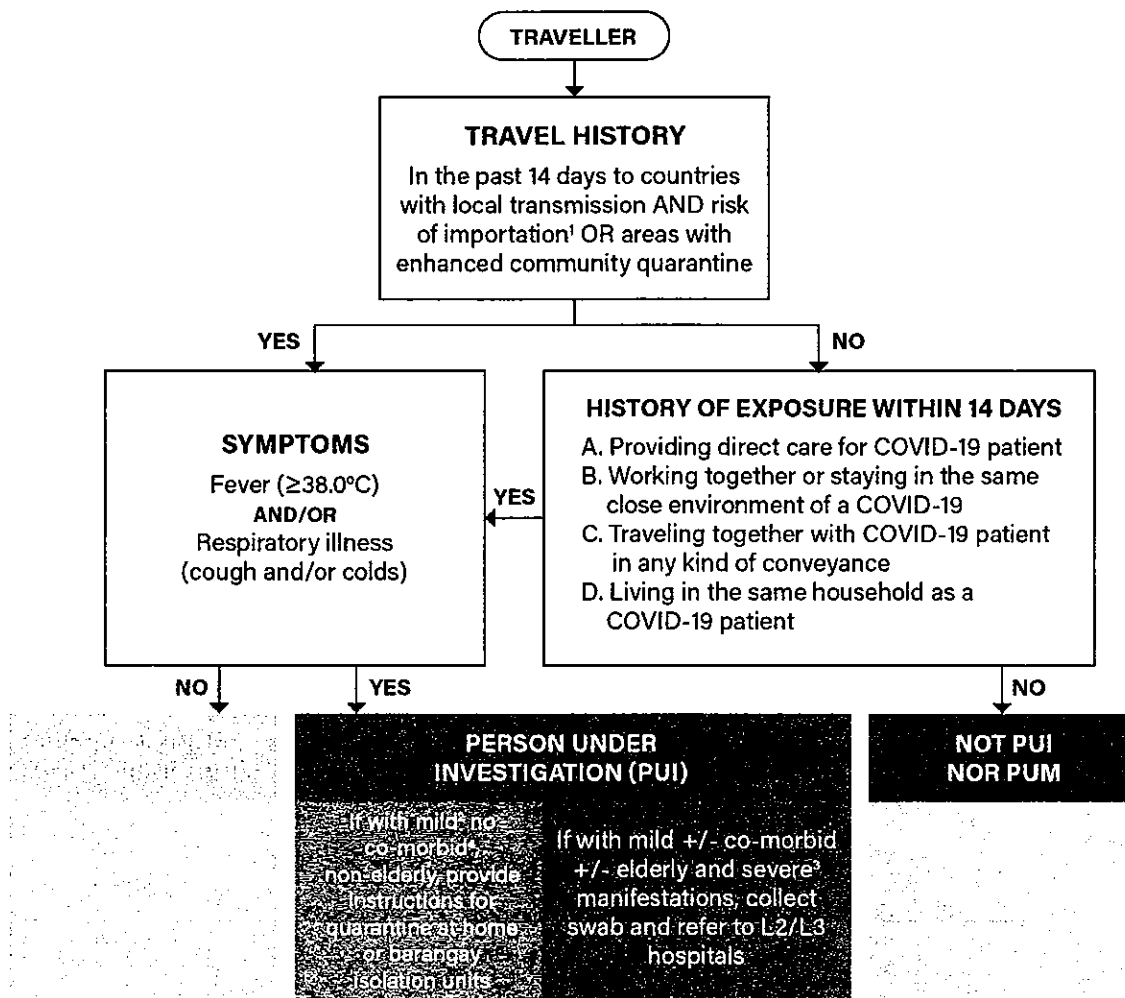 TRAVELLER
TRAVEL HISTORY
In the past 14 days to countries
with local transmission AND risk
of importation¹ OR areas with
enhanced community quarantine
YES
NO
SYMPTOMS
Fever (≥38.0ºC)
AND/OR
Respiratory illness
(cough and/or colds)
YES
HISTORY OF EXPOSURE WITHIN 14 DAYS
A. Providing direct care for COVID-19 patient
B. Working together or staying in the same
close environment of a COVID-19
C. Traveling together with COVID-19 patient
in any kind of conveyance
D. Living in the same household as a
COVID-19 patient
NO
YES
NO
PERSON UNDER
INVESTIGATION (PUI)
If with mild no
co-morbid
non-elderly, provide
instructions for
quarantine at home
or barangay
isolation units
If with mild +/- co-morbid
+/- elderly and severe³
manifestations, collect
swab and refer to L2/L3
hospitals
NOT PUI
NOR PUM